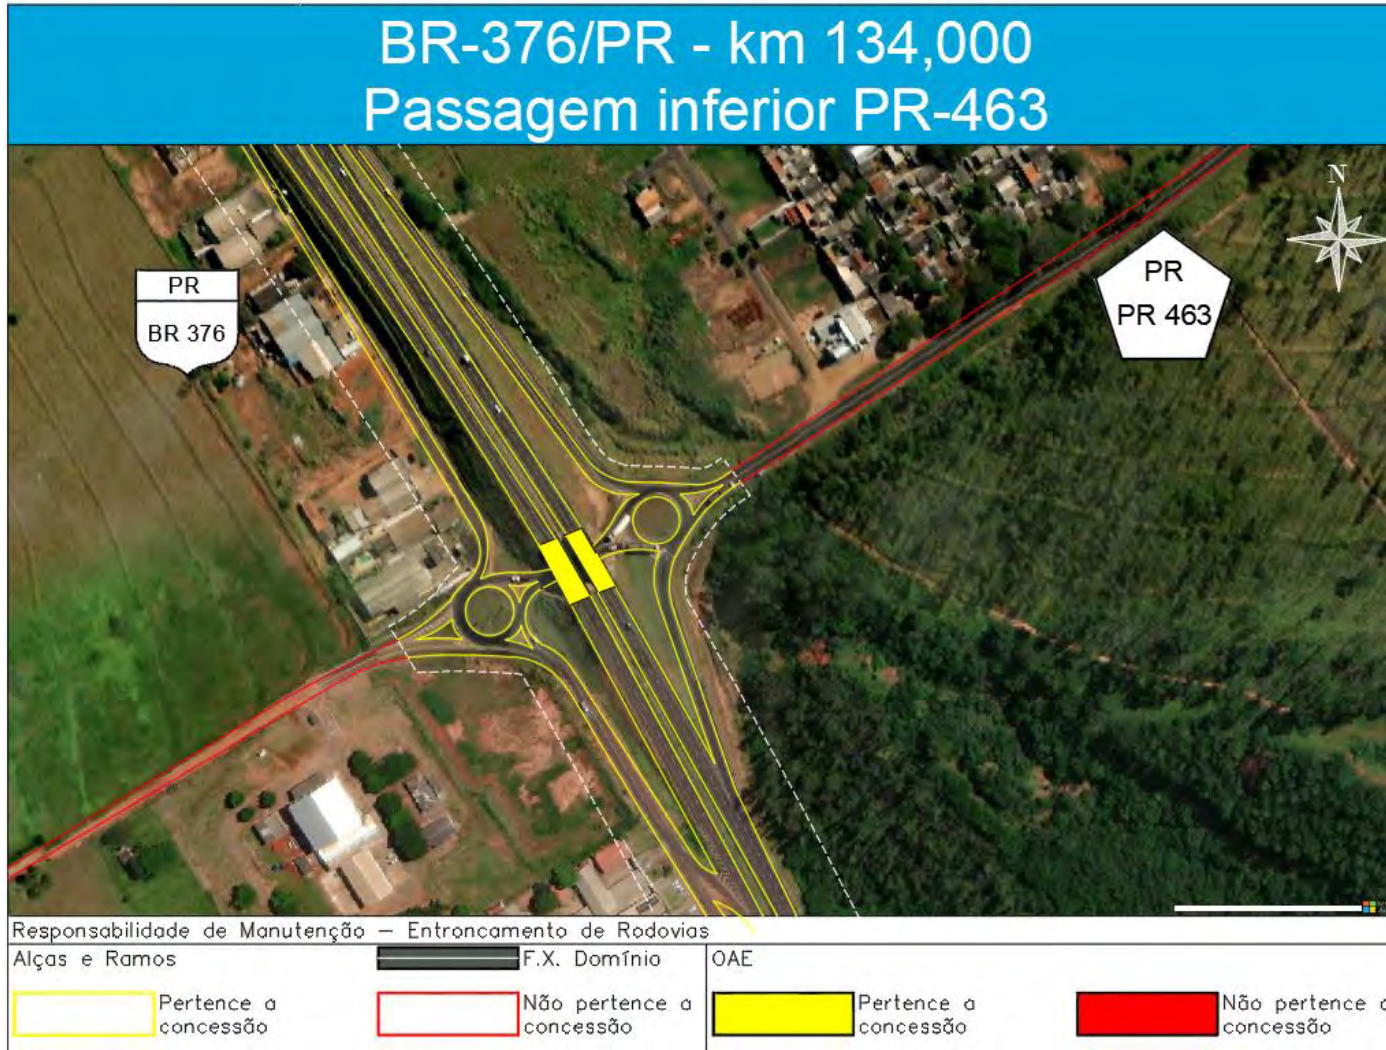 BR-376/PR - km 134,000
Passagem inferior PR-463
N
PR
BR 376
PR
PR 463
Responsabilidade de Manutenção – Entroncamento de Rodovias
Alças e Ramos
F.X. Domínio
OAE
Pertence a
concessão
Não pertence a
concessão
Pertence a
concessão
Não pertence a
concessão